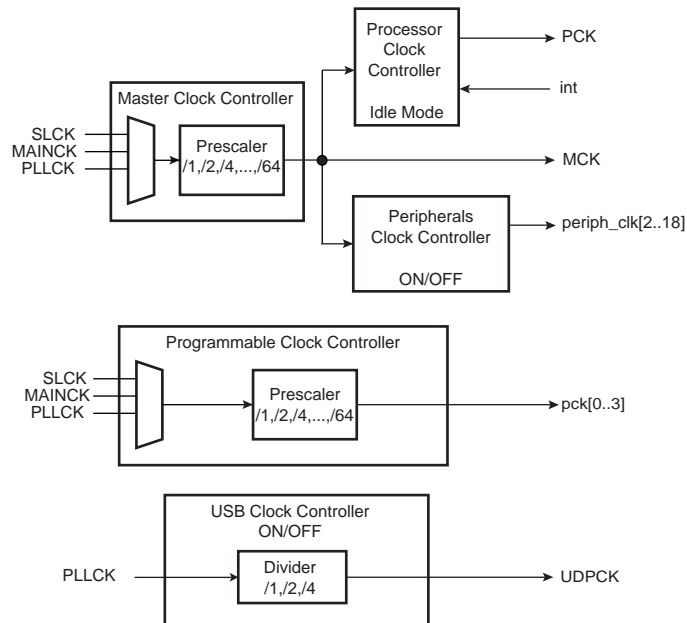 Processor
Clock
Controller
Idle Mode
PCK
int
Master Clock Controller
SLCK
MAINCK
PLLCK
Prescaler
/1,/2,/4,...,/64
MCK
Peripherals
Clock Controller
ON/OFF
periph_clk[2..18]
Programmable Clock Controller
SLCK
MAINCK
PLLCK
Prescaler
/1,/2,/4,...,/64
pck[0..3]
USB Clock Controller
ON/OFF
PLLCK
Divider
/1,/2,/4
UDPCK